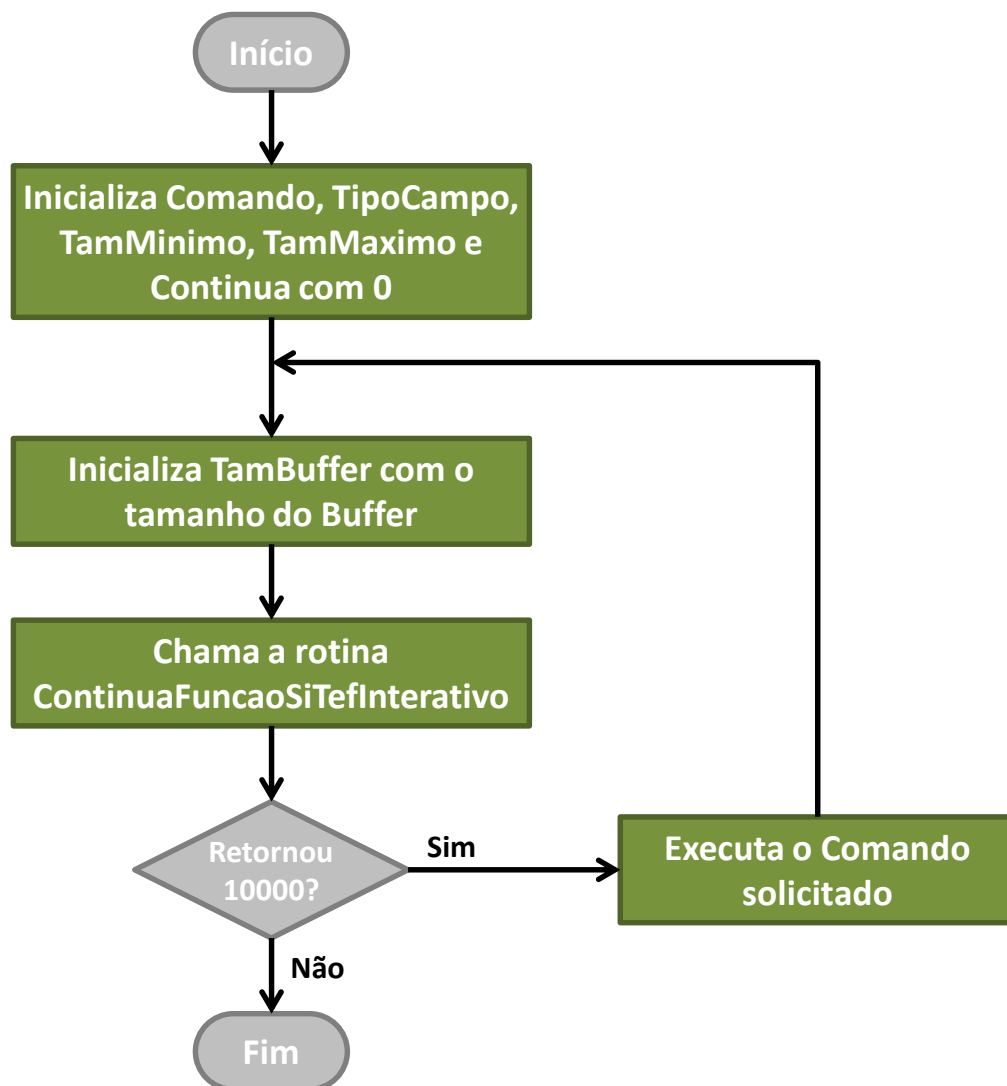 Início
Inicializa Comando, TipoCampo,
TamMinimo, TamMaximo e
Continua com 0
Inicializa TamBuffer com o
tamanho do Buffer
Chama a rotina
ContinuaFuncaoSiTefInterativo
Retornou
10000?
Sim
Executa o Comando
solicitado
Não
Fim